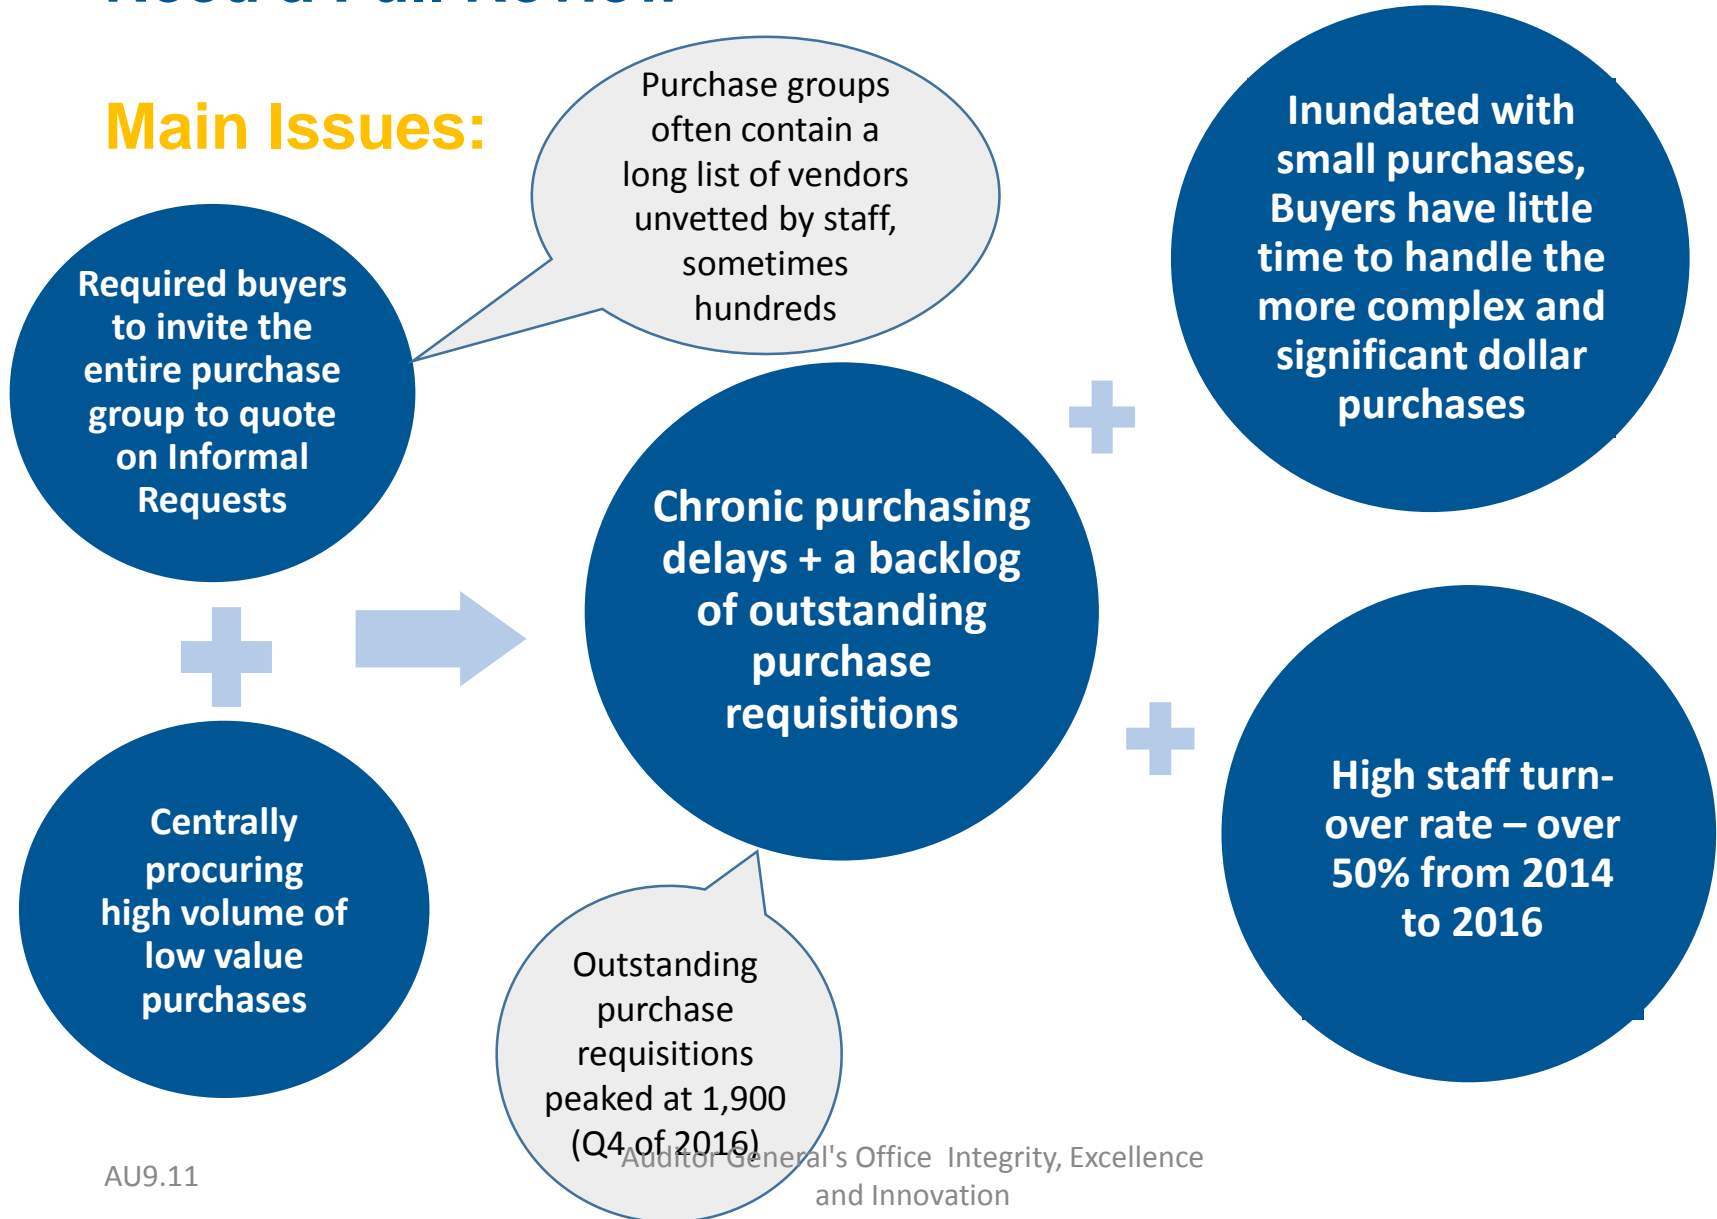 Need a Full Review
Main Issues:
Purchase groups
often contain a
long list of vendors
unvetted by staff,
sometimes
hundreds
Required buyers
to invite the
entire purchase
group to quote
on Informal
Requests
Centrally
procuring
high volume of
low value
purchases
Chronic purchasing
delays + a backlog
of outstanding
purchase
requisitions
Outstanding
purchase
requisitions
peaked at 1,900
(Q4 of 2016)
Inundated with
small purchases,
Buyers have little
time to handle the
more complex and
significant dollar
purchases
High staff turn-
over rate – over
50% from 2014
to 2016
AU9.11
Auditor General's Office Integrity, Excellence
and Innovation